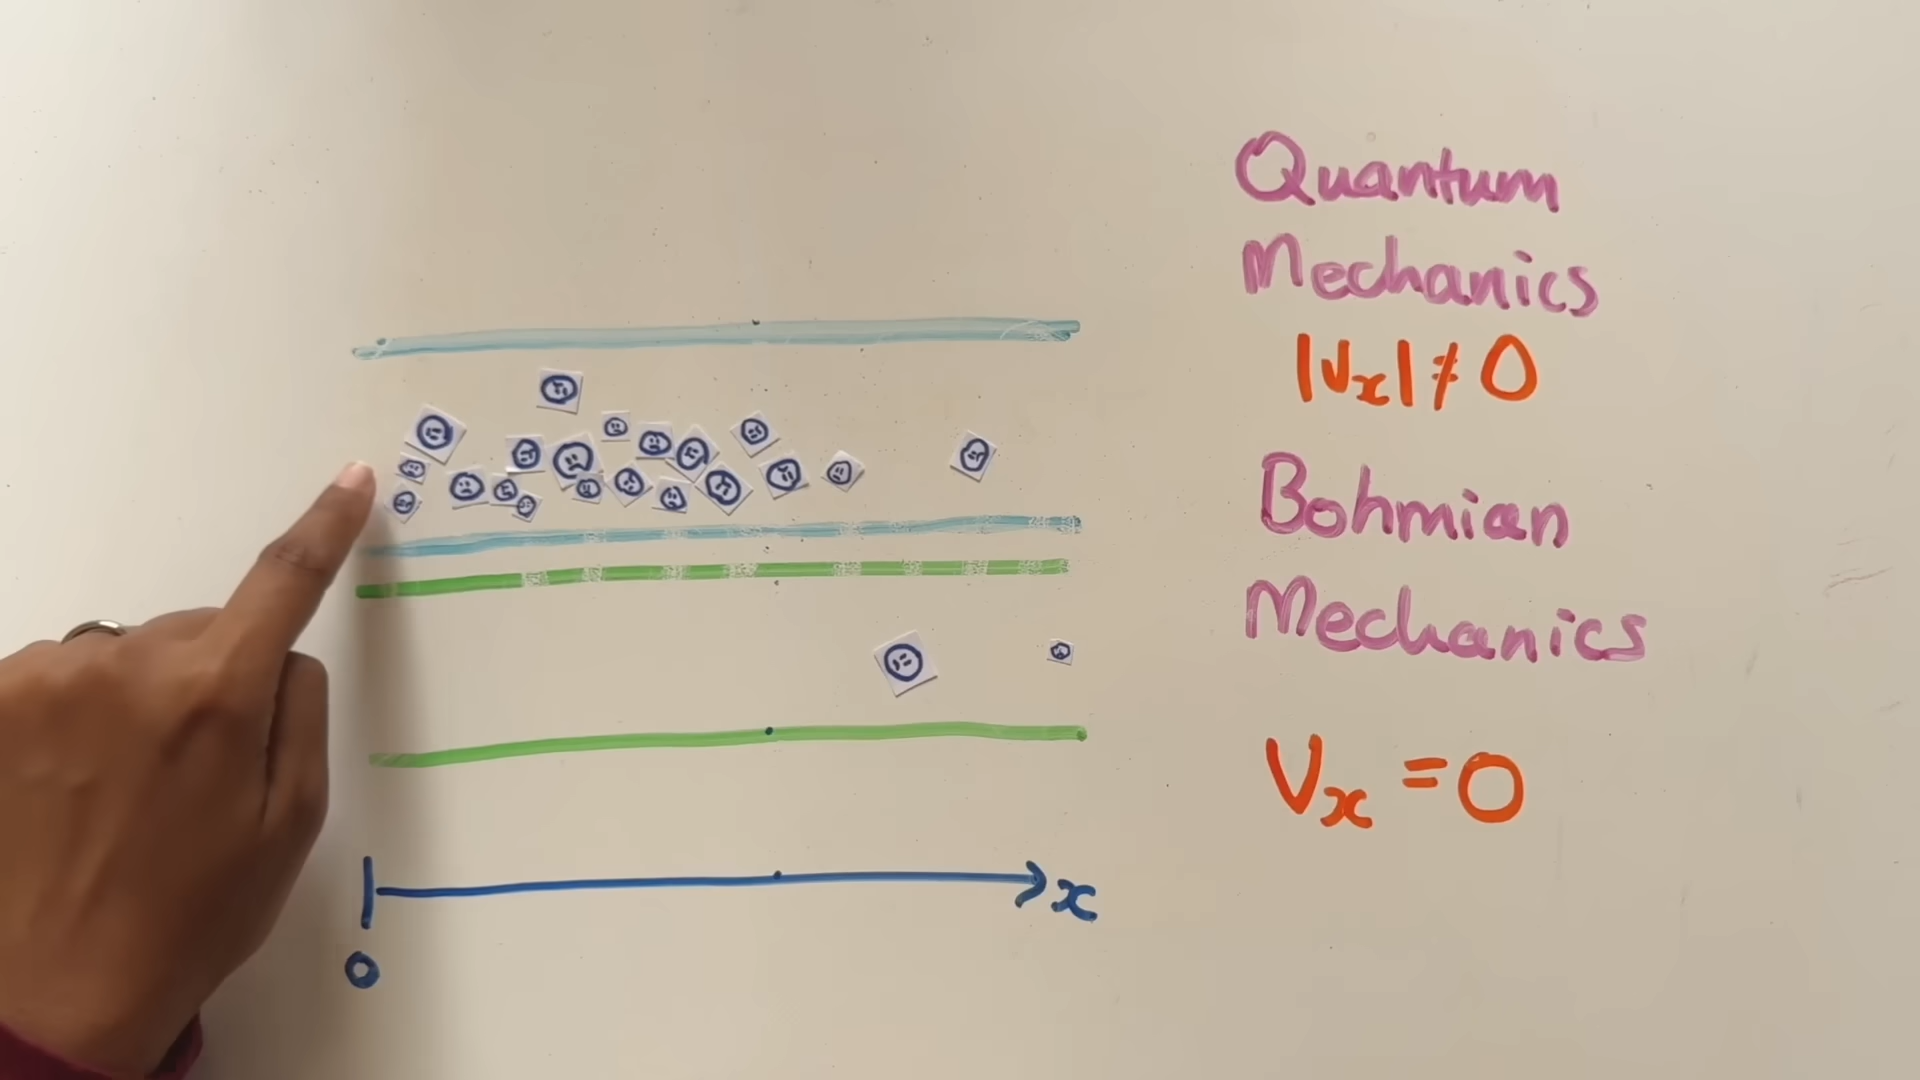 Quantum
Mechanics
|Vx| ≠ 0
Bohmian
Mechanics
Vx = 0
x
0